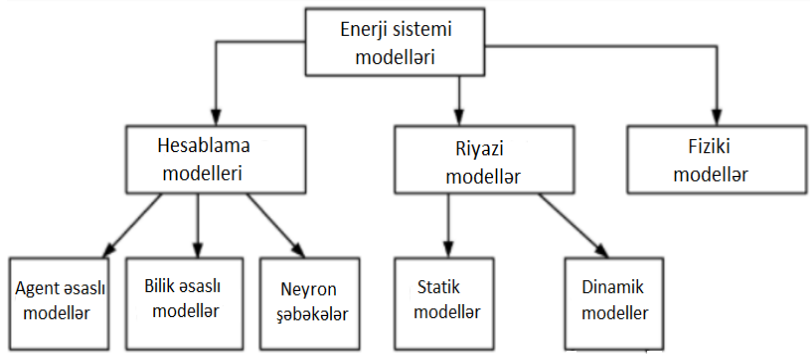 Enerji sistemi
modelləri
Hesablama
modelleri
Riyazi
modellər
Fiziki
modellər
Agent əsaslı
modellər
Bilik əsaslı
modellər
Neyron
şəbəkələr
Statik
modellər
Dinamik
modeller